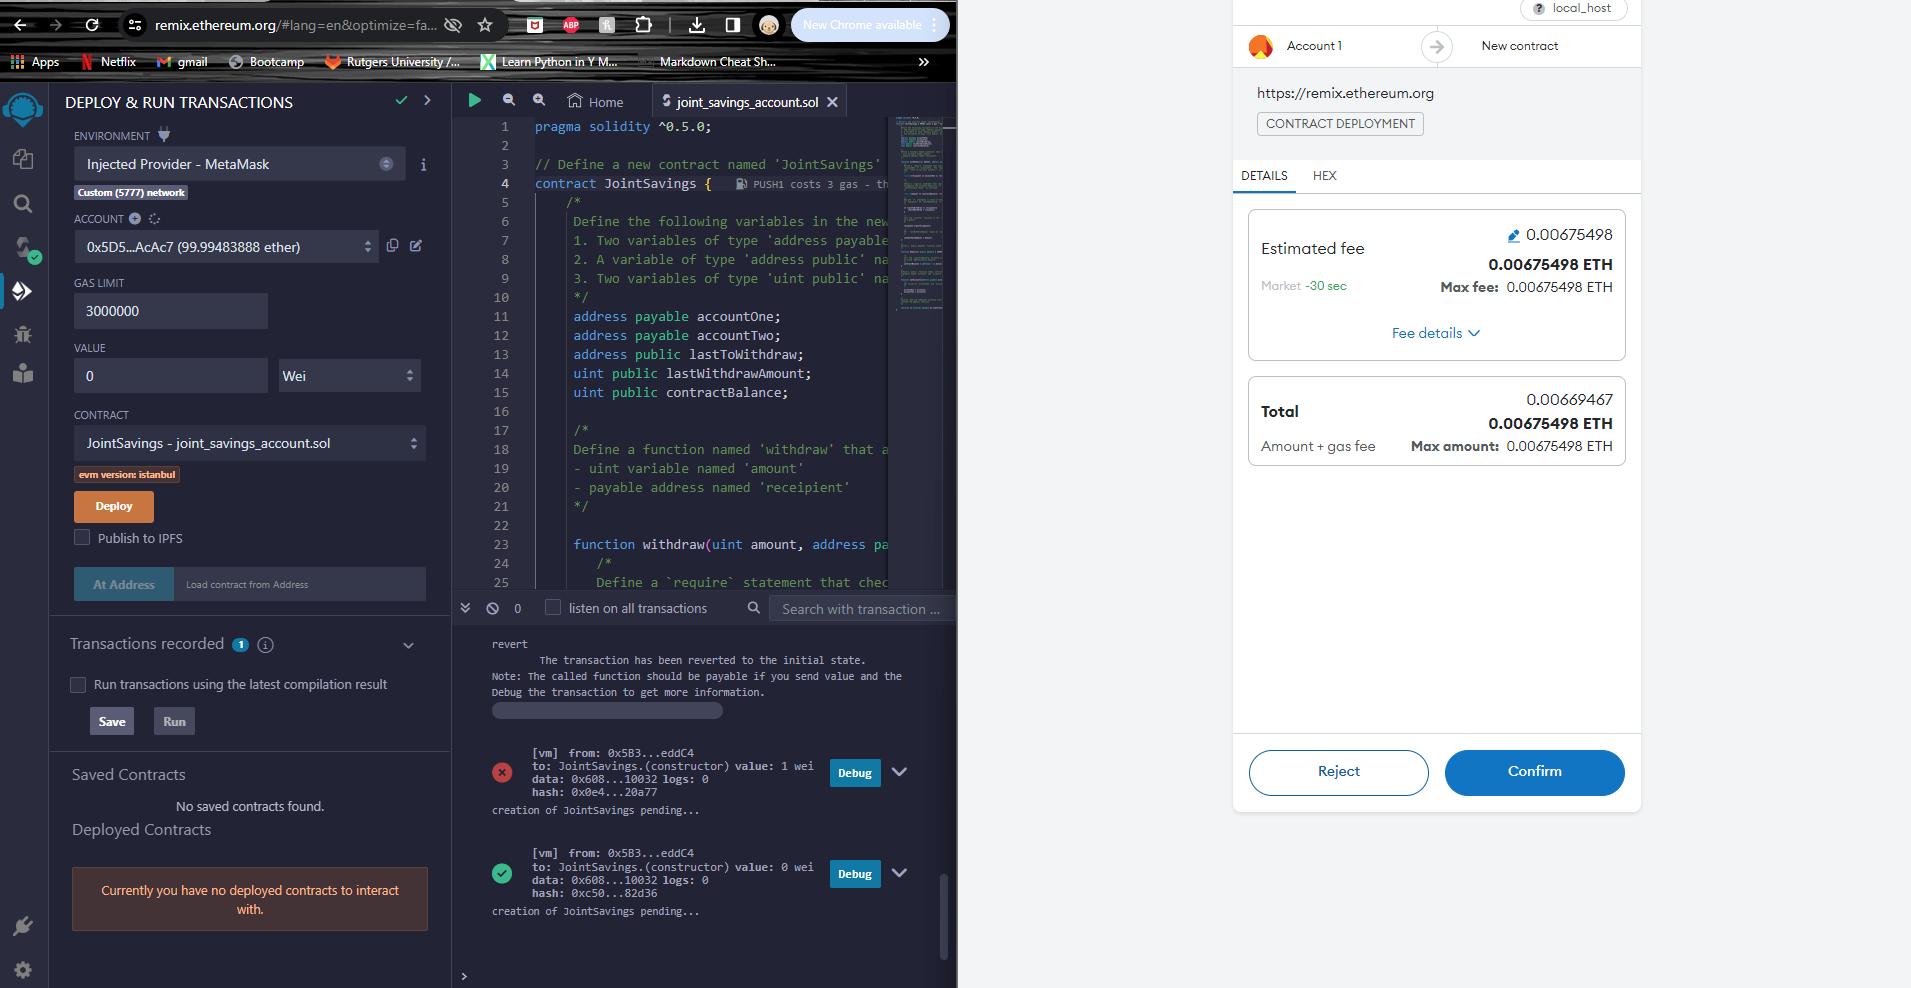 remix.ethereum.org/#lang=en&optimize=fa...
New Chrome available
Apps
Netflix
gmail
Bootcamp
Rutgers University /...
Learn Python in Y M...
Markdown Cheat Sh...
»
DEPLOY & RUN TRANSACTIONS
ENVIRONMENT
Injected Provider - MetaMask
Custom (5777) network
ACCOUNT
0x5D5...AcAc7 (99.99483888 ether)
GAS LIMIT
3000000
VALUE
0
Wei
CONTRACT
JointSavings - joint_savings_account.sol
evm version: istanbul
Deploy
Publish to IPFS
At Address
Load contract from Address
Transactions recorded 1
Run transactions using the latest compilation result
Save
Run
Saved Contracts
No saved contracts found.
Deployed Contracts
Currently you have no deployed contracts to interact
with.
Home
joint_savings_account.sol
1 pragma solidity ^0.5.0;
2
3 // Define a new contract named 'JointSavings'
4 contract JointSavings { PUSH1 costs 3 gas - th
5 /*
6 Define the following variables in the new
7 1. Two variables of type 'address payable
8 2. A variable of type 'address public' na
9 3. Two variables of type 'uint public' na
10 */
11 address payable accountOne;
12 address payable accountTwo;
13 address public lastToWithdraw;
14 uint public lastWithdrawAmount;
15 uint public contractBalance;
16
17 /*
18 Define a function named 'withdraw' that a
19 - uint variable named 'amount'
20 - payable address named 'receipient'
21 */
22
23 function withdraw(uint amount, address pa
24 /*
25 Define a `require` statement that chec
0
listen on all transactions
Search with transaction ...
revert
The transaction has been reverted to the initial state.
Note: The called function should be payable if you send value and the
Debug the transaction to get more information.
[vm] from: 0x5B3...eddC4
to: JointSavings.(constructor) value: 1 wei
data: 0x608...10032 logs: 0
hash: 0x0e4...20a77
Debug
creation of JointSavings pending...
[vm] from: 0x5B3...eddC4
to: JointSavings.(constructor) value: 0 wei
data: 0x608...10032 logs: 0
hash: 0xc50...82d36
Debug
creation of JointSavings pending...
>
local_host
Account 1
New contract
https://remix.ethereum.org
CONTRACT DEPLOYMENT
DETAILS
HEX
0.00675498
Estimated fee
0.00675498 ETH
Market ~30 sec
Max fee: 0.00675498 ETH
Fee details
0.00669467
Total
0.00675498 ETH
Amount + gas fee
Max amount: 0.00675498 ETH
Reject
Confirm